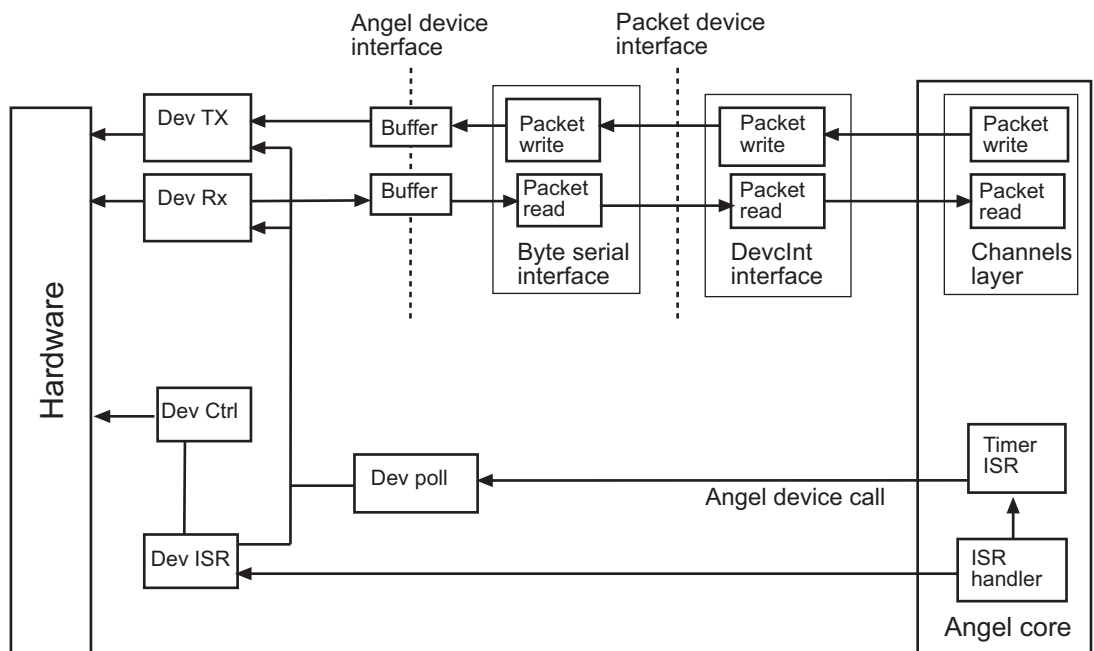 Angel device
interface
Packet device
interface
Dev TX
Buffer
Packet
write
Packet
write
Packet
write
Dev Rx
Buffer
Packet
read
Packet
read
Packet
read
Byte serial
interface
DevcInt
interface
Channels
layer
Hardware
Dev Ctrl
Timer
ISR
Dev poll
Angel device call
Dev ISR
ISR
handler
Angel core